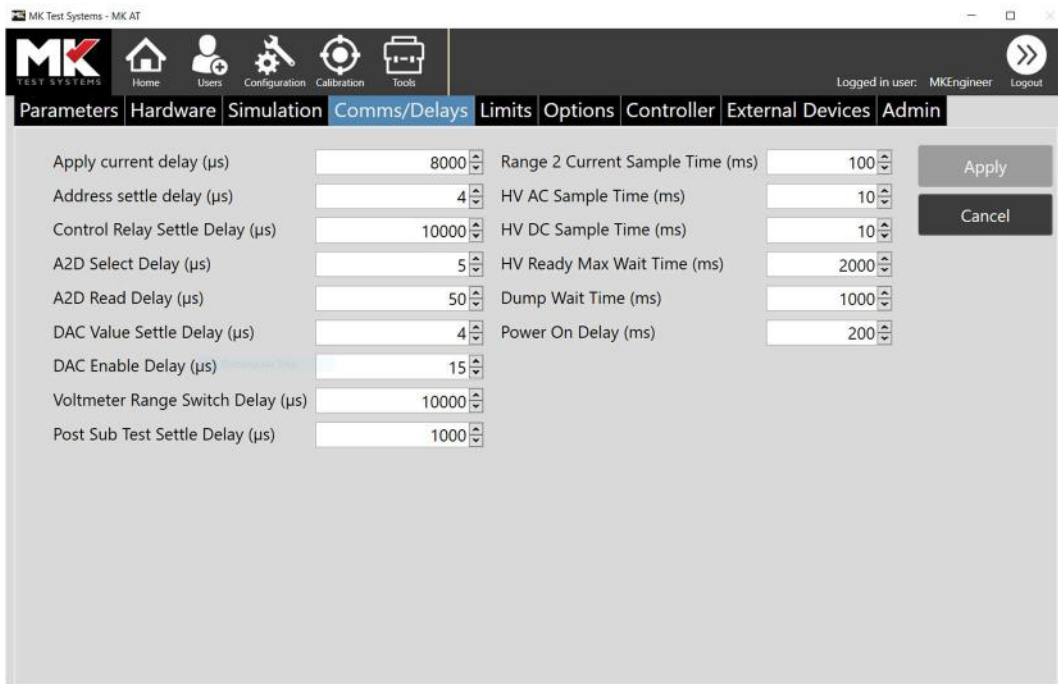 MK Test Systems - MK AT
MK
TEST SYSTEMS
Home
Users
Configuration
Calibration
Tools
Logged in user: MKEngineer
Logout
Parameters Hardware Simulation Comms/Delays Limits Options Controller External Devices Admin
Apply current delay (µs) 8000
Address settle delay (µs) 4
Control Relay Settle Delay (µs) 10000
A2D Select Delay (µs) 5
A2D Read Delay (µs) 50
DAC Value Settle Delay (µs) 4
DAC Enable Delay (µs) 15
Voltmeter Range Switch Delay (µs) 10000
Post Sub Test Settle Delay (µs) 1000
Range 2 Current Sample Time (ms) 100
HV AC Sample Time (ms) 10
HV DC Sample Time (ms) 10
HV Ready Max Wait Time (ms) 2000
Dump Wait Time (ms) 1000
Power On Delay (ms) 200
Apply
Cancel